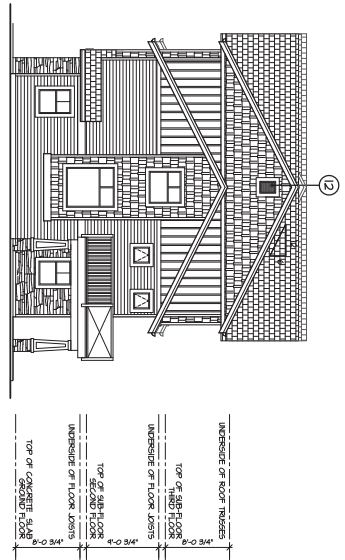 12
UNDERSIDE OF ROOF TRUSSES
8'-0 3/4"
TOP OF SUB-FLOOR
THIRD FLOOR
UNDERSIDE OF FLOOR JOISTS
9'-0 3/4"
TOP OF SUB-FLOOR
SECOND FLOOR
UNDERSIDE OF FLOOR JOISTS
8'-0 3/4"
TOP OF CONCRETE SLAB
GROUND FLOOR